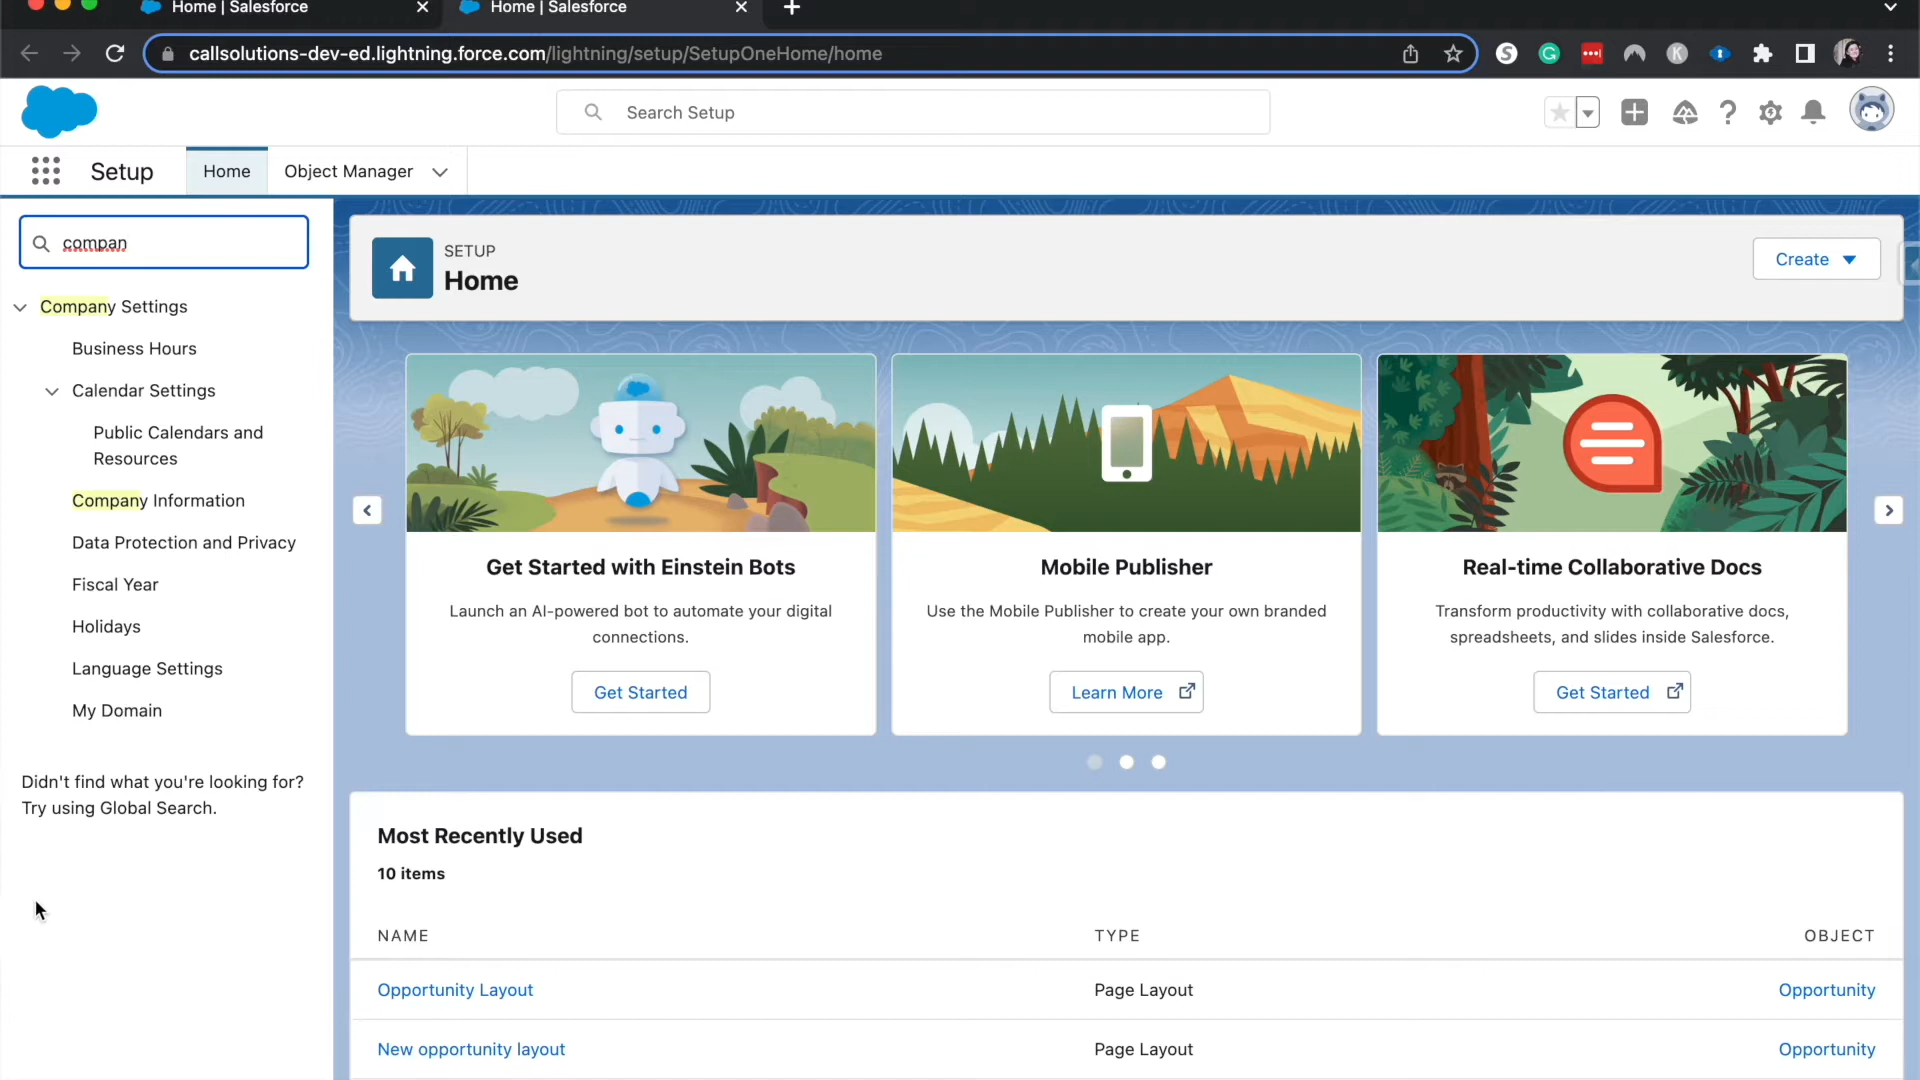 Home | Salesforce
Home | Salesforce
callsolutions-dev-ed.lightning.force.com/lightning/setup/SetupOneHome/home
Search Setup
Setup
Home
Object Manager
compan
Company Settings
Business Hours
Calendar Settings
Public Calendars and
Resources
Company Information
Data Protection and Privacy
Fiscal Year
Holidays
Language Settings
My Domain
Didn't find what you're looking for?
Try using Global Search.
SETUP
Home
Create
Get Started with Einstein Bots
Launch an AI-powered bot to automate your digital
connections.
Get Started
Mobile Publisher
Use the Mobile Publisher to create your own branded
mobile app.
Learn More
Real-time Collaborative Docs
Transform productivity with collaborative docs,
spreadsheets, and slides inside Salesforce.
Get Started
Most Recently Used
10 items
NAME TYPE OBJECT
Opportunity Layout Page Layout Opportunity
New opportunity layout Page Layout Opportunity